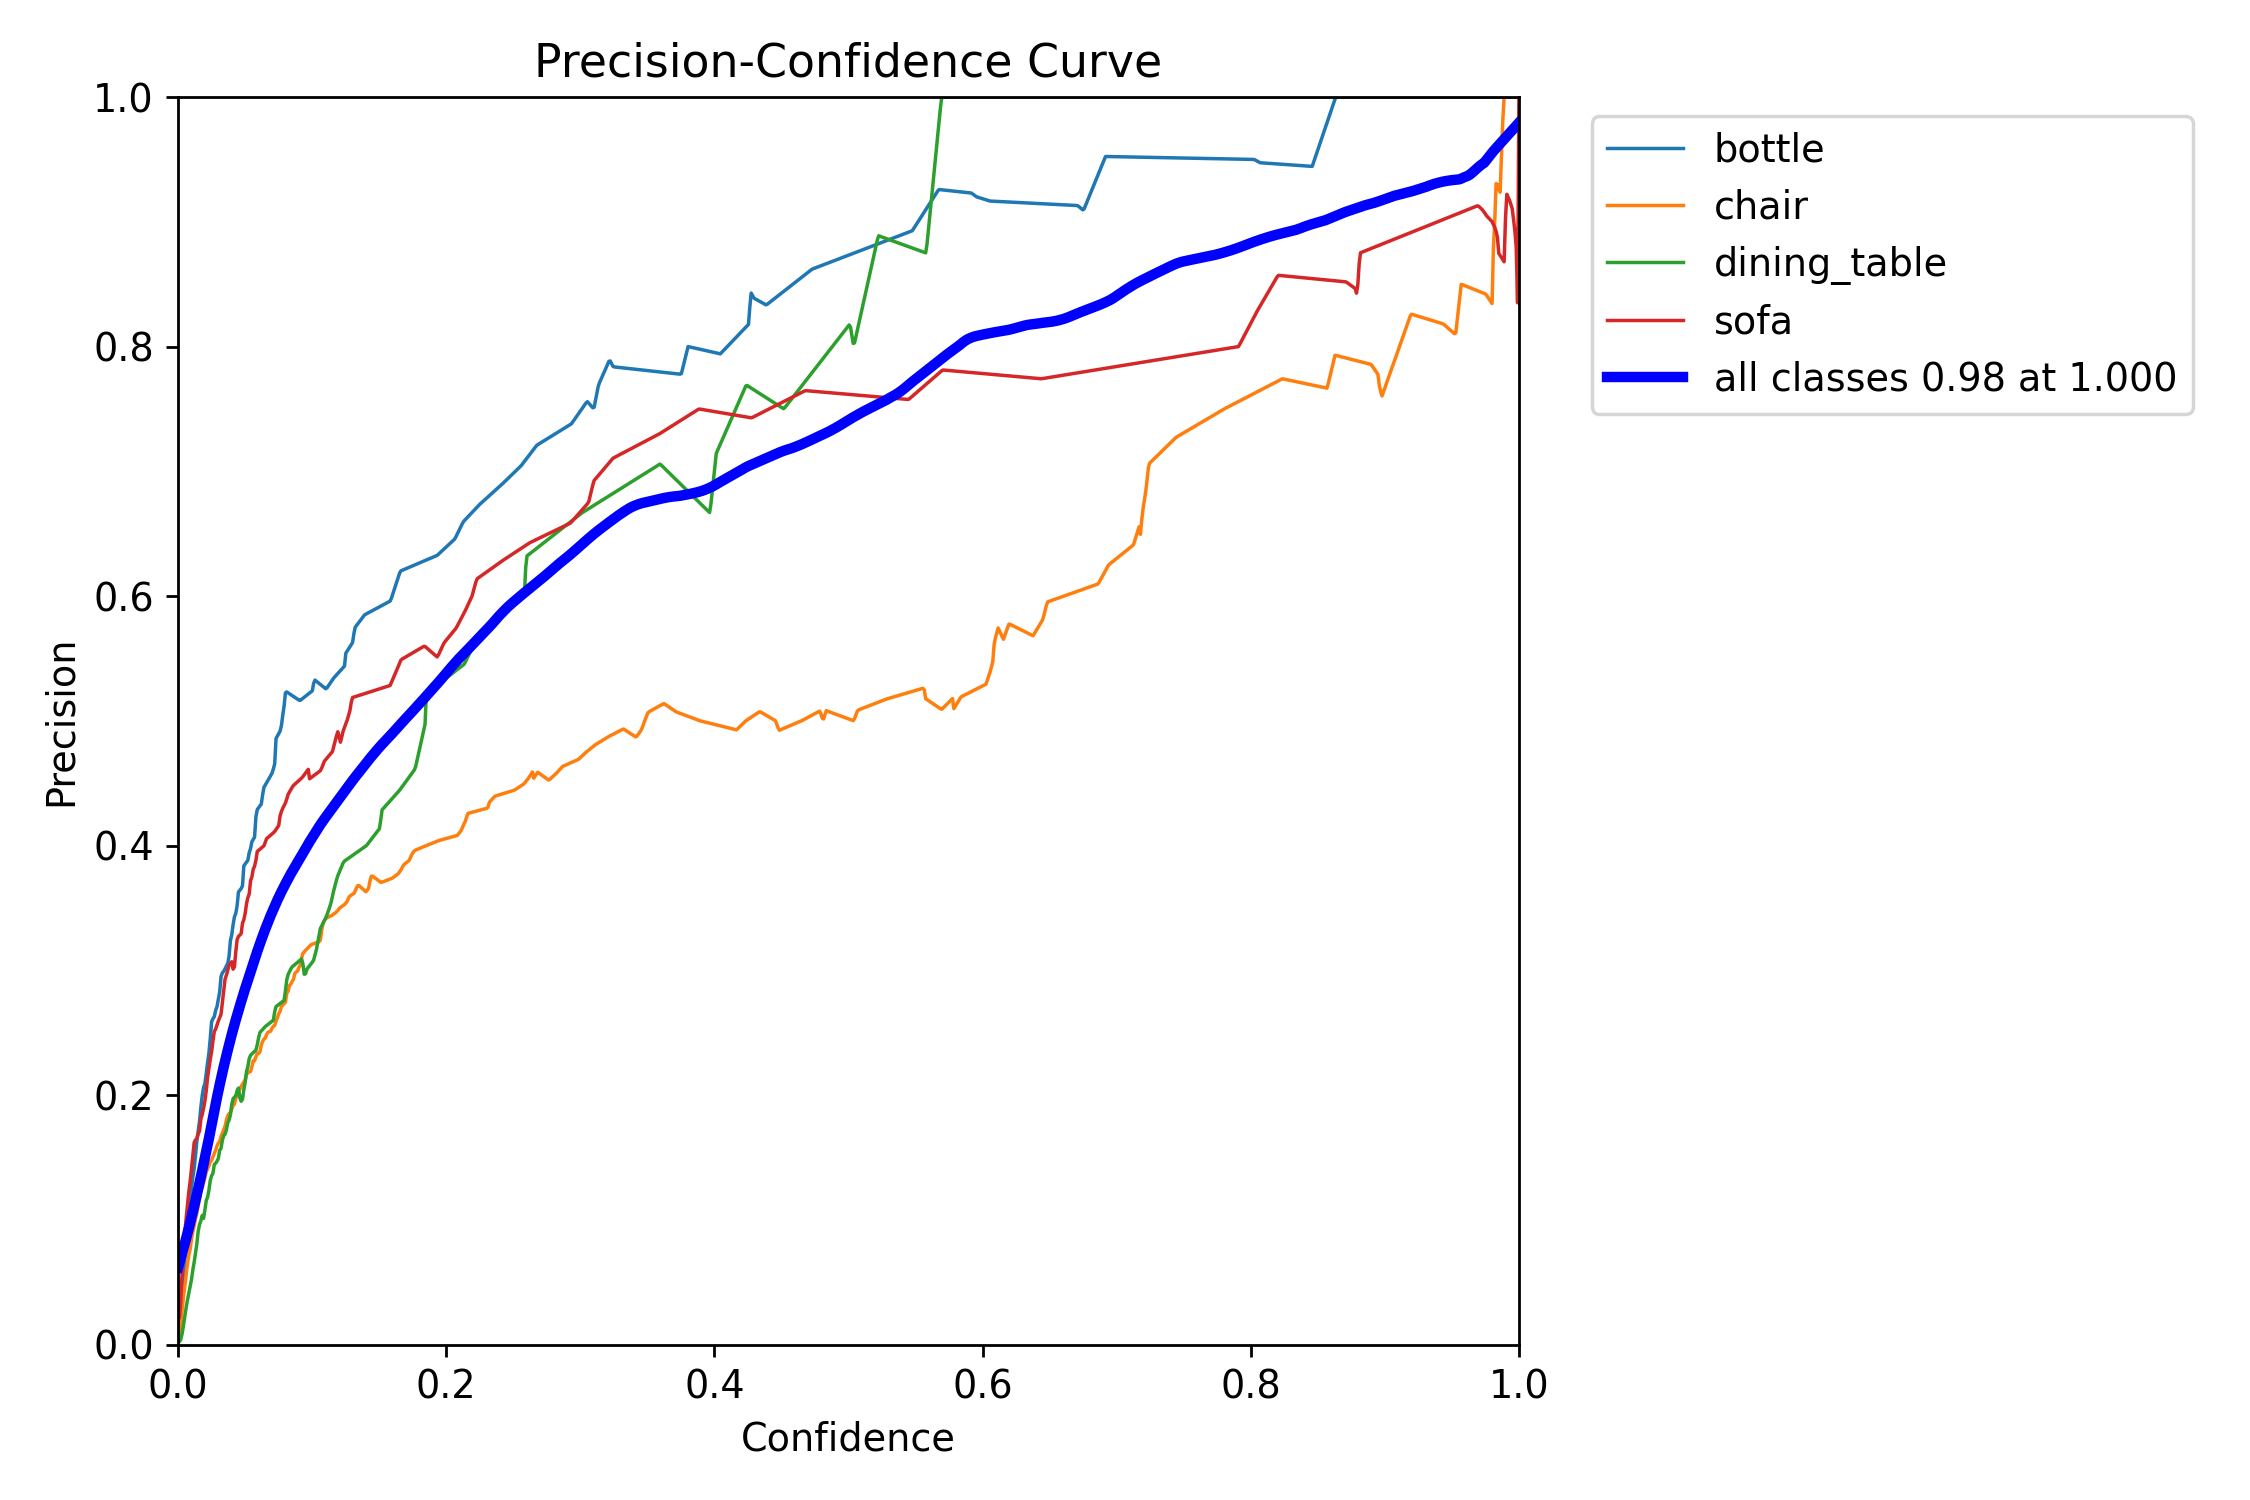 Precision-Confidence Curve
1.0
0.8
0.6
0.4
0.2
0.0
Precision
0.0 0.2 0.4 0.6 0.8 1.0
Confidence
bottle
chair
dining_table
sofa
all classes 0.98 at 1.000